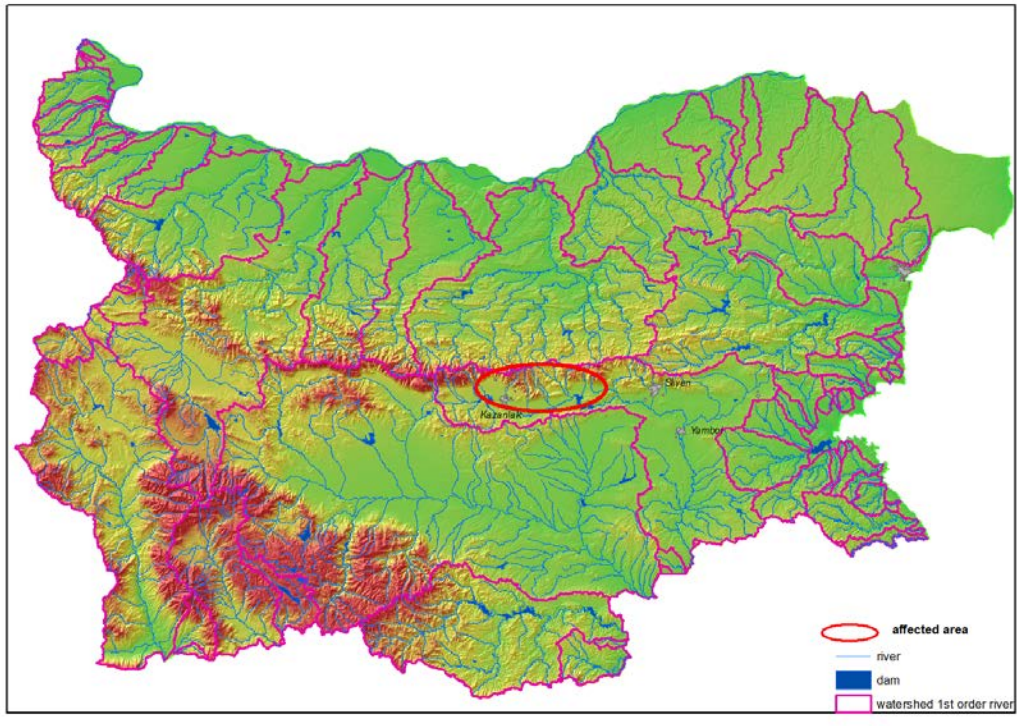 Sliven
Kazanlak
Yambol
affected area
river
dam
watershed 1st order river